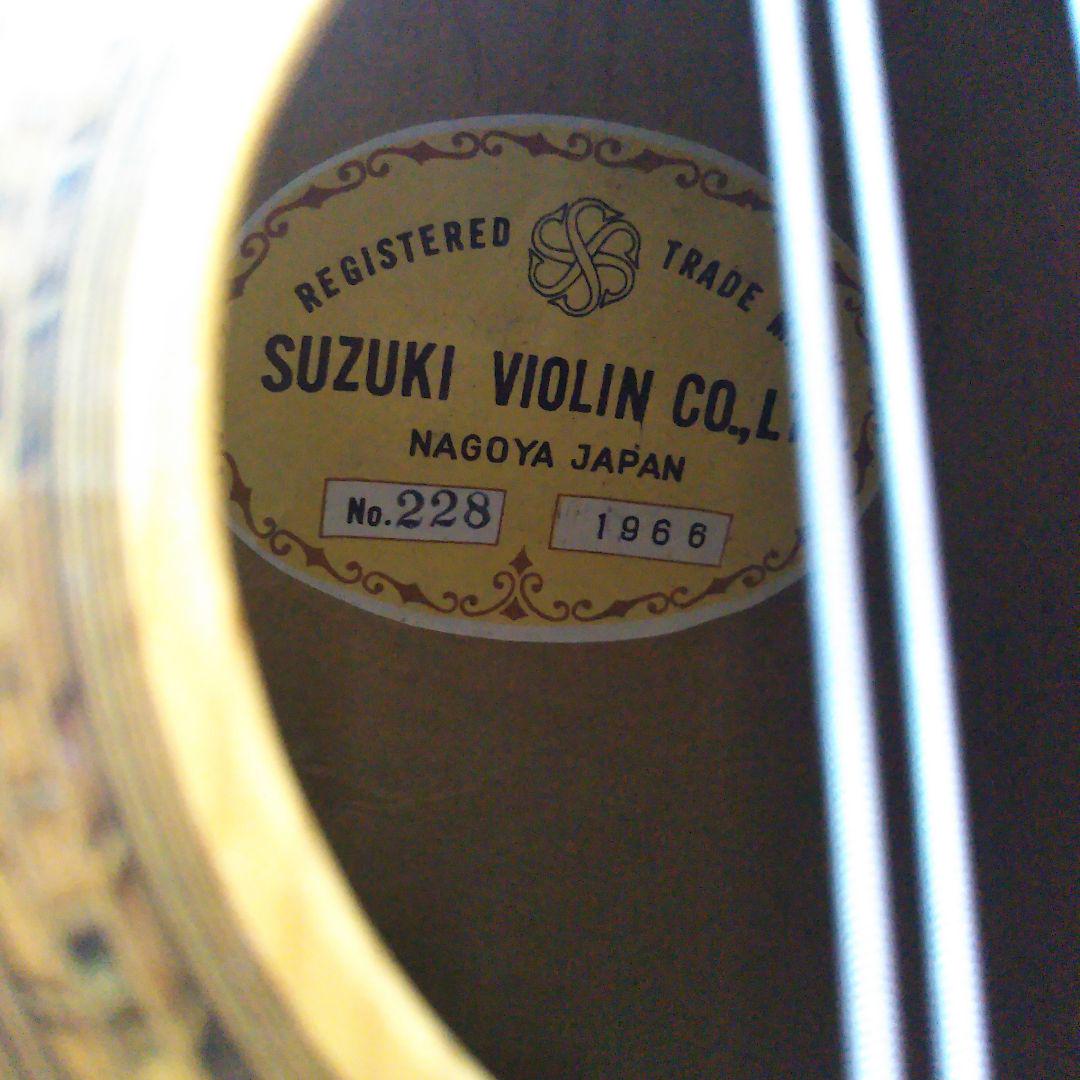 REGISTERED TRADE
SUZUKI VIOLIN CO.,L
NAGOYA JAPAN
No. 228 1966